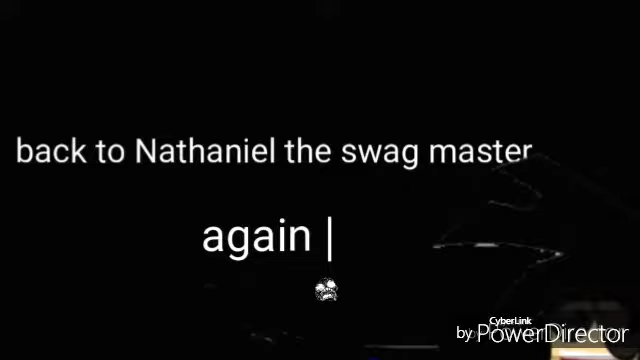 back to Nathaniel the swag master
again |
CyberLink
by PowerDirector